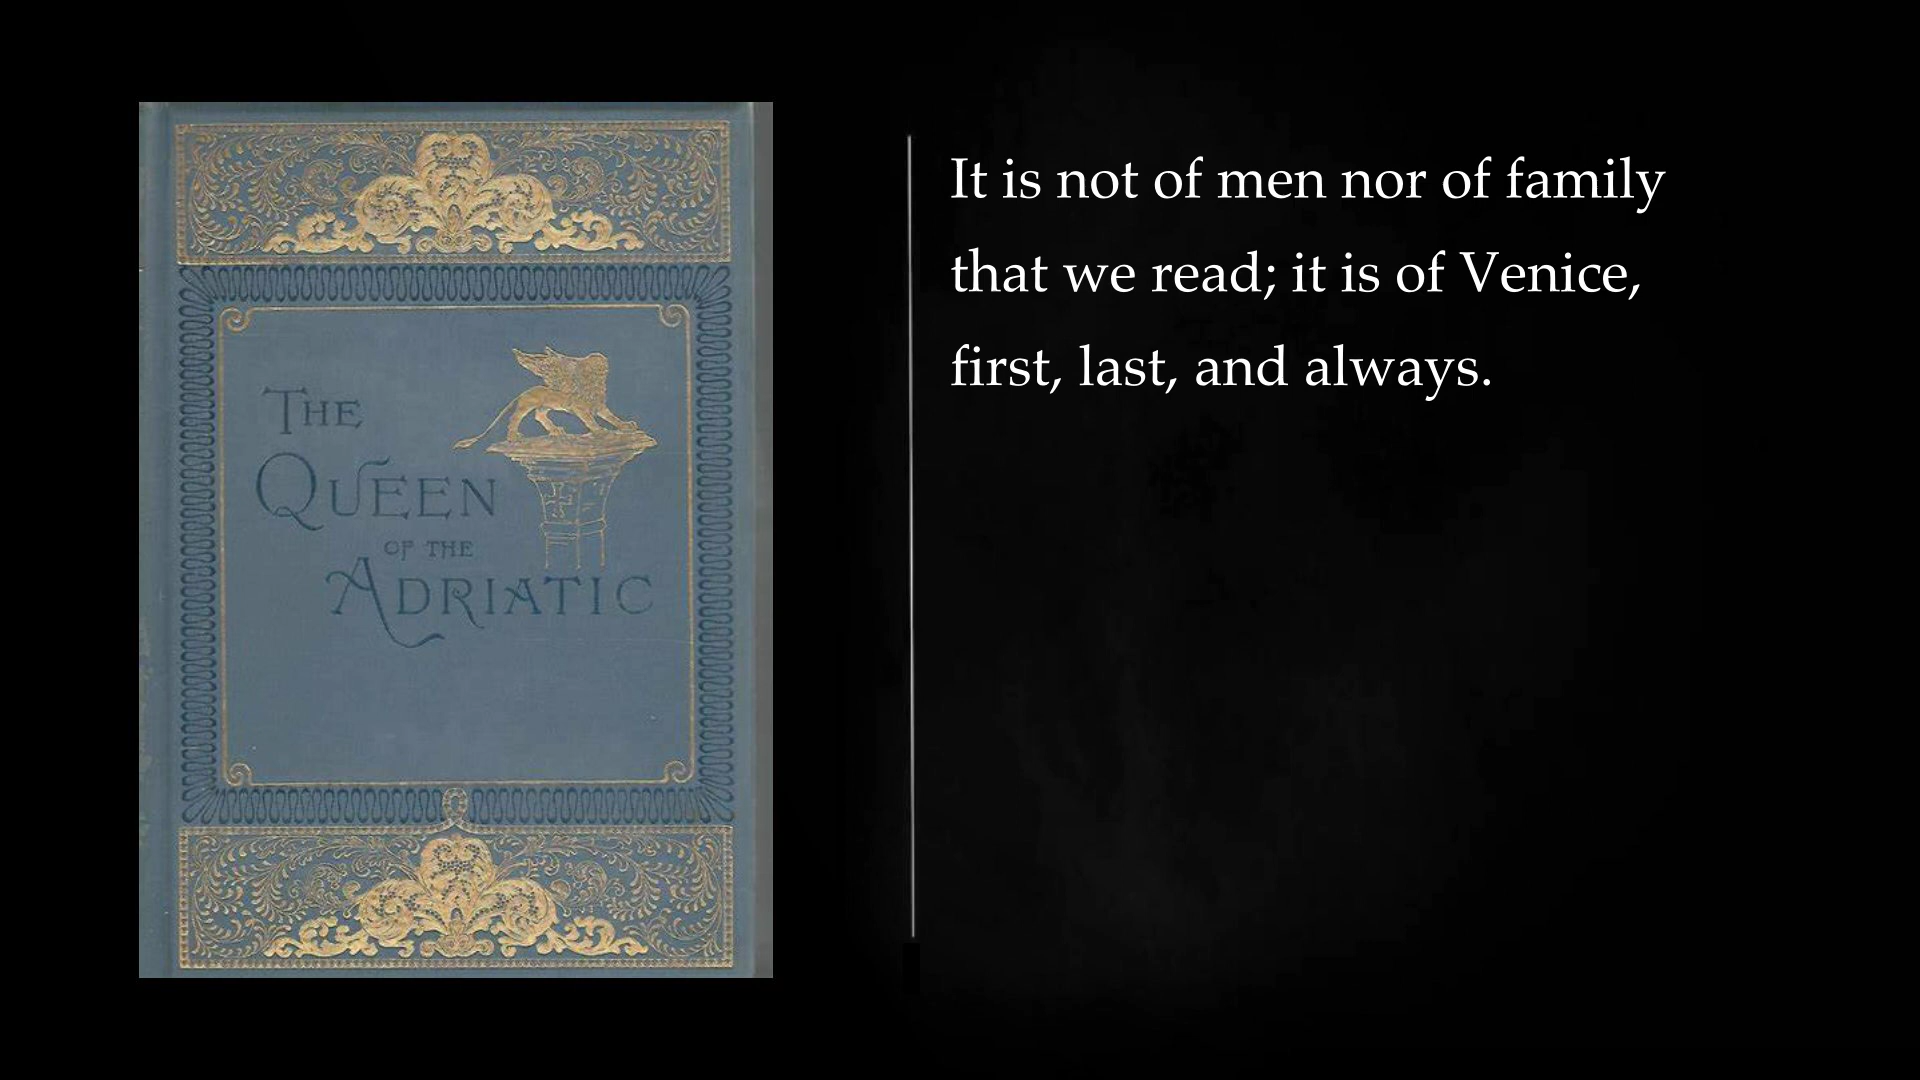 The
Queen
of the
Adriatic
It is not of men nor of family
that we read; it is of Venice,
first, last, and always.